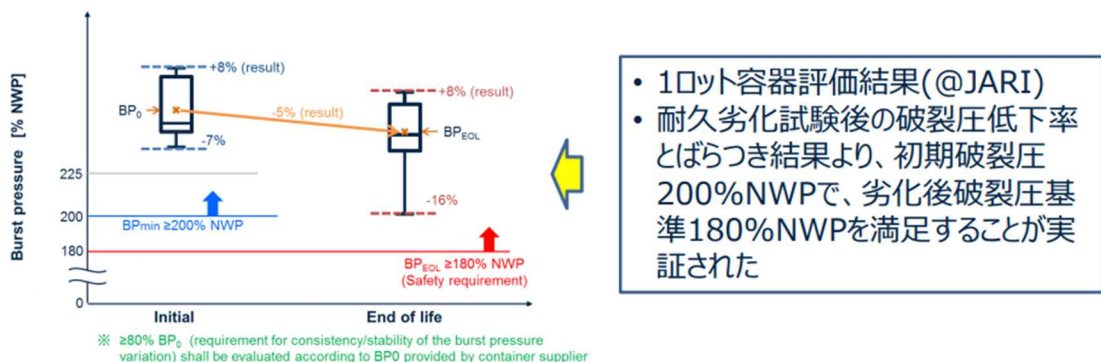 Burst pressure [% NWP]
+8% (result)
BP₀
-7%
-5% (result)
+8% (result)
BPEOL
-16%
225
200
BPmin ≥200% NWP
180
BPEOL ≥180% NWP
(Safety requirement)
0
Initial
End of life
※ ≥80% BP₀ (requirement for consistency/stability of the burst pressure
variation) shall be evaluated according to BP0 provided by container supplier
• 1ロット容器評価結果(@JARI)
• 耐久劣化試験後の破裂圧低下率
とばらつき結果より、初期破裂圧
200%NWPで、劣化後破裂圧基
準180%NWPを満足することが実
証された